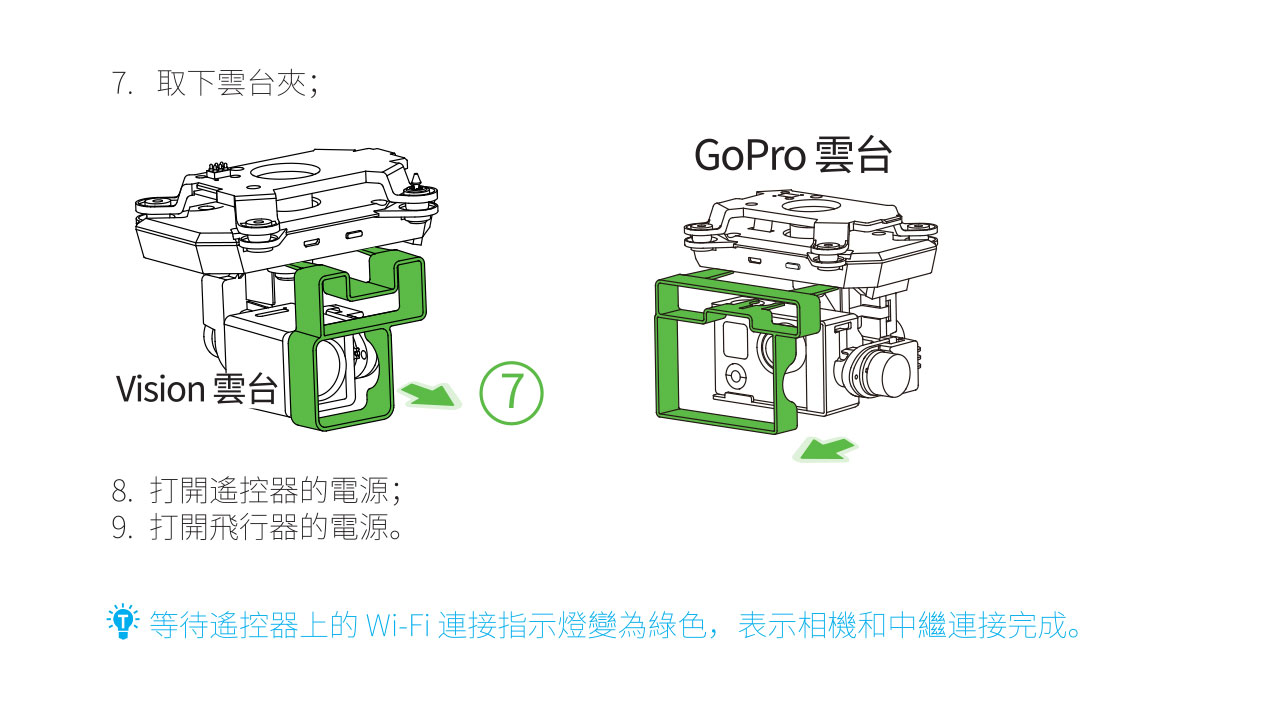 7. 取下雲台夾；
GoPro 雲台
Vision 雲台
7
8. 打開遙控器的電源；
9. 打開飛行器的電源。
T
等待遙控器上的 Wi-Fi 連接指示燈變為綠色，表示相機和中繼連接完成。